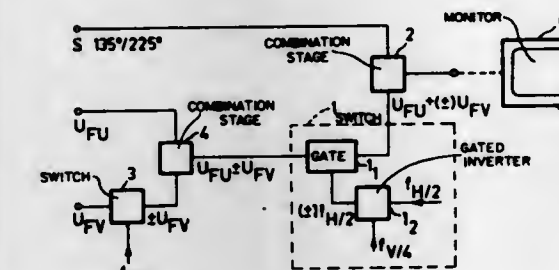 MONITOR
S 135°/225°
COMBINATION
STAGE
2
U_FU+(±)U_FV
U_FU
COMBINATION
STAGE
4
1
SWITCH
U_FU±U_FV
GATE
1_1
GATED
INVERTER
SWITCH
3
U_FV
±U_FV
(±)f_H/2
f_H/2
1_2
f_V/4